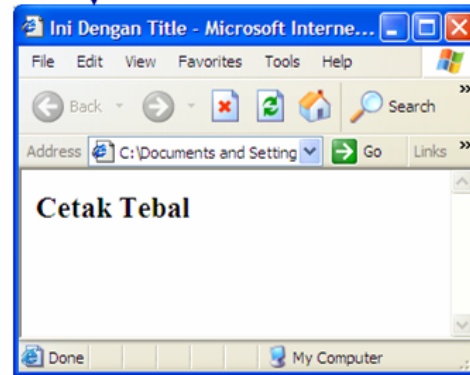 Ini Dengan Title - Microsoft Interne...
File Edit View Favorites Tools Help
Back Search »
Address C:\Documents and Setting Go Links »
Cetak Tebal
Done My Computer